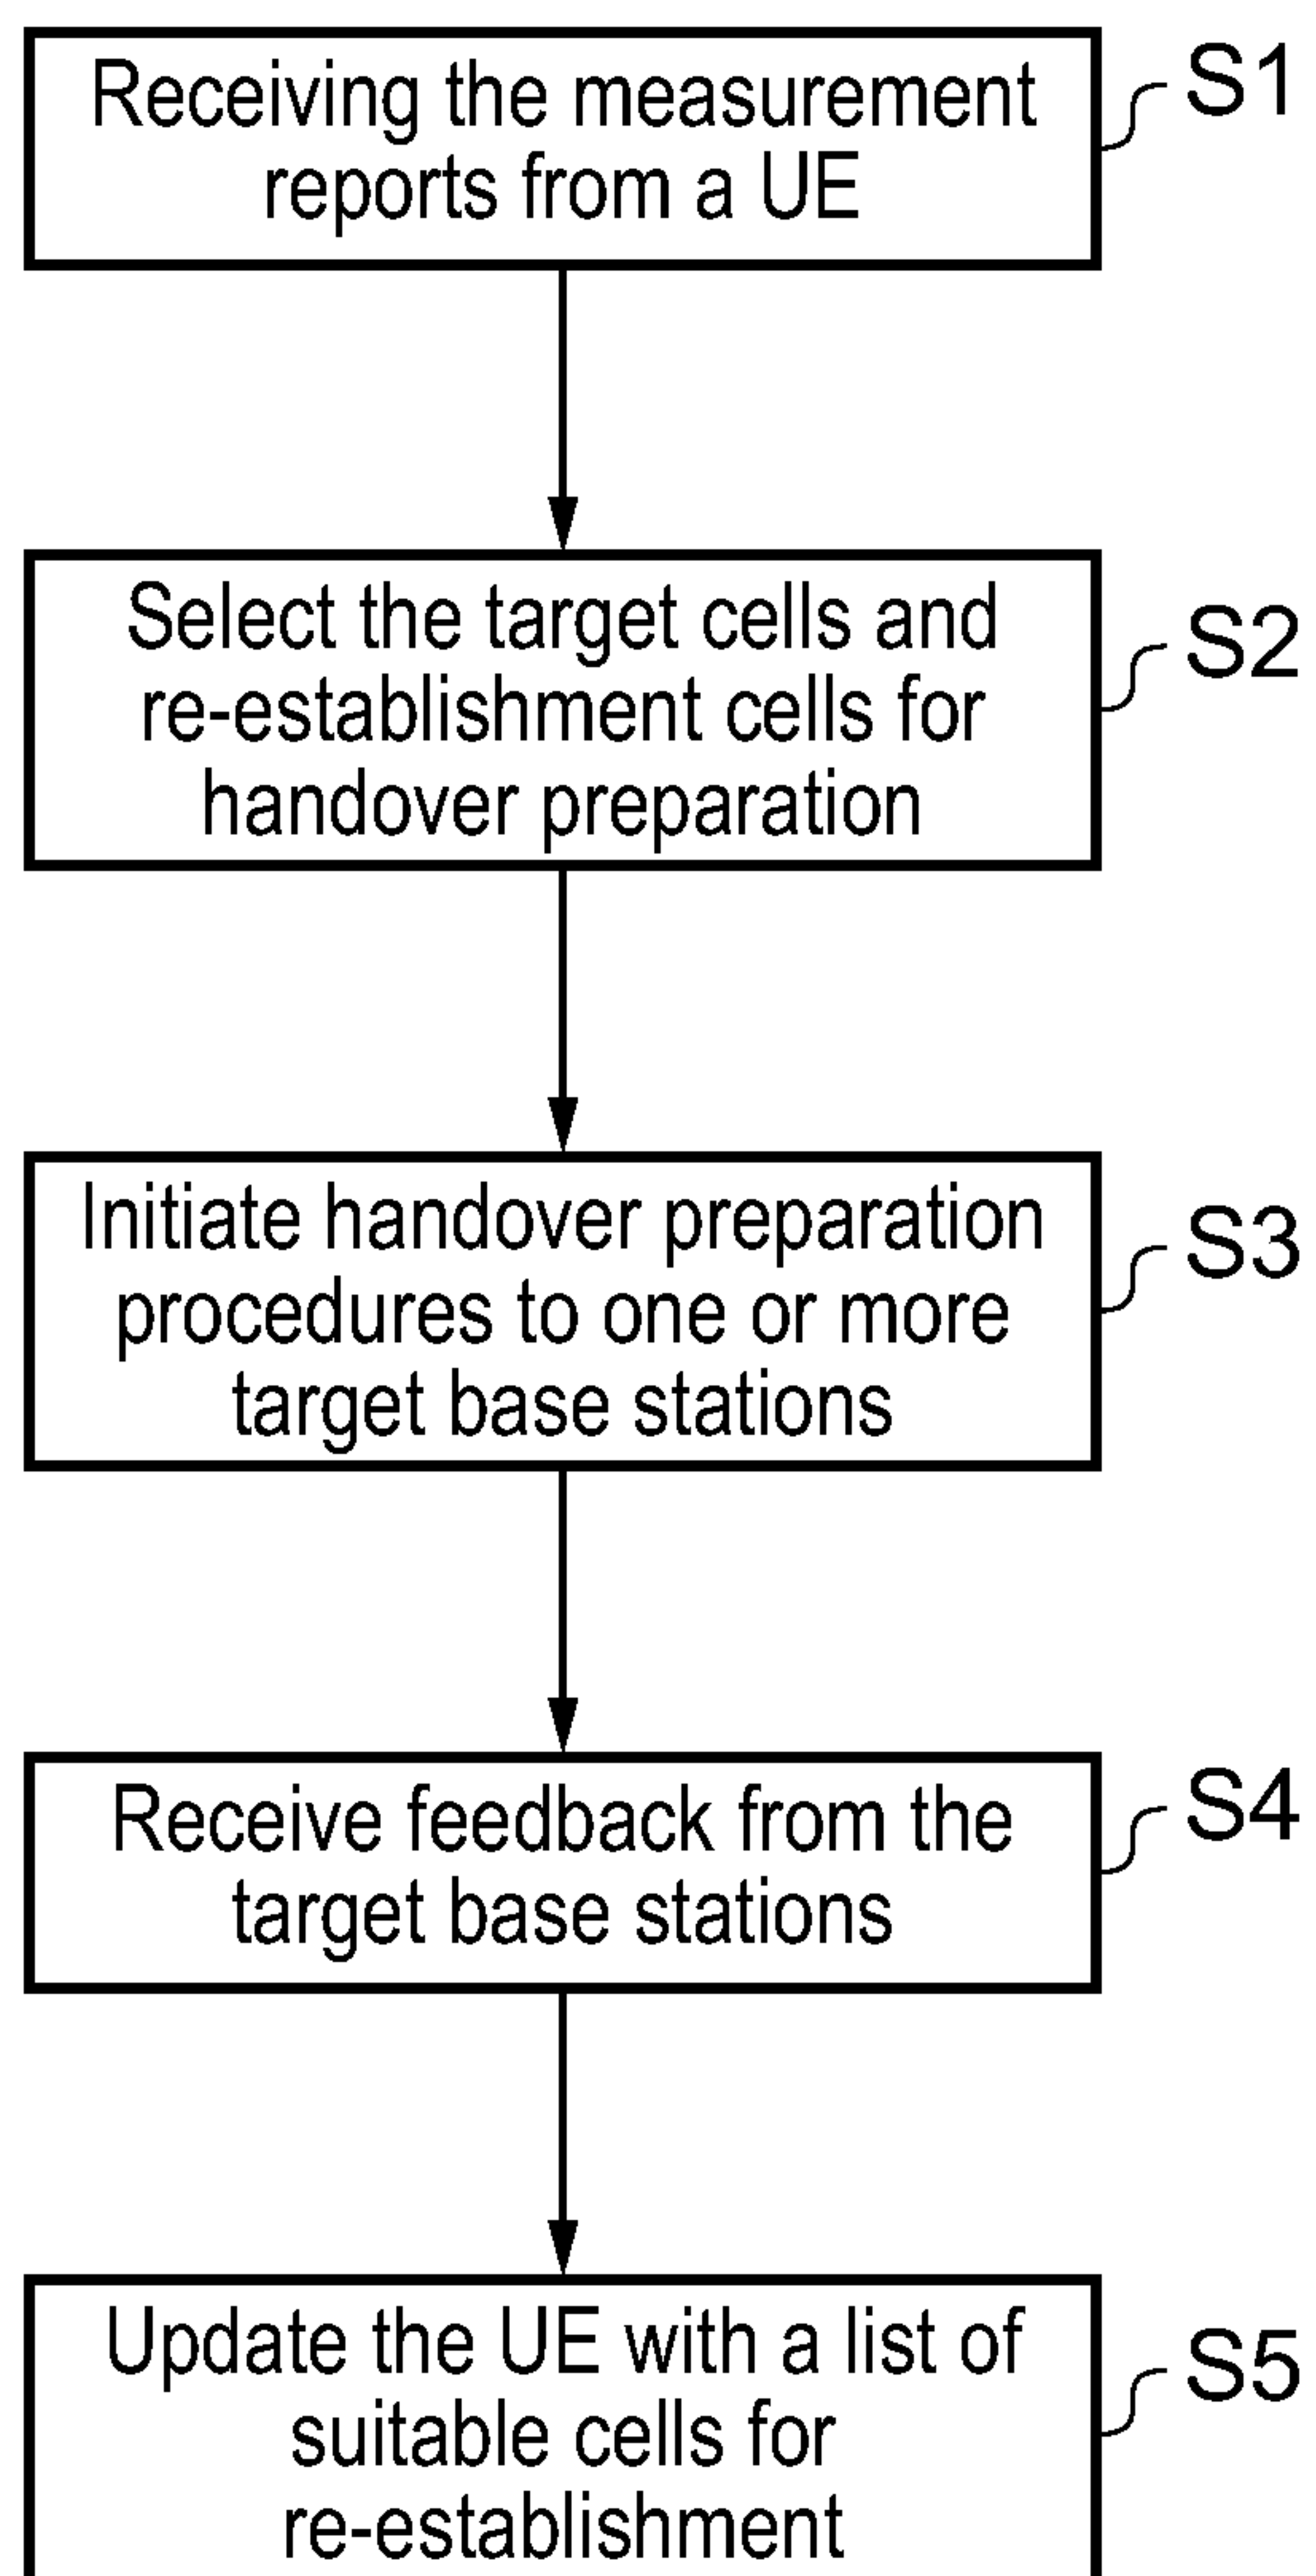 Receiving the measurement
reports from a UE
S1
Select the target cells and
re-establishment cells for
handover preparation
S2
Initiate handover preparation
procedures to one or more
target base stations
S3
Receive feedback from the
target base stations
S4
Update the UE with a list of
suitable cells for
re-establishment
S5